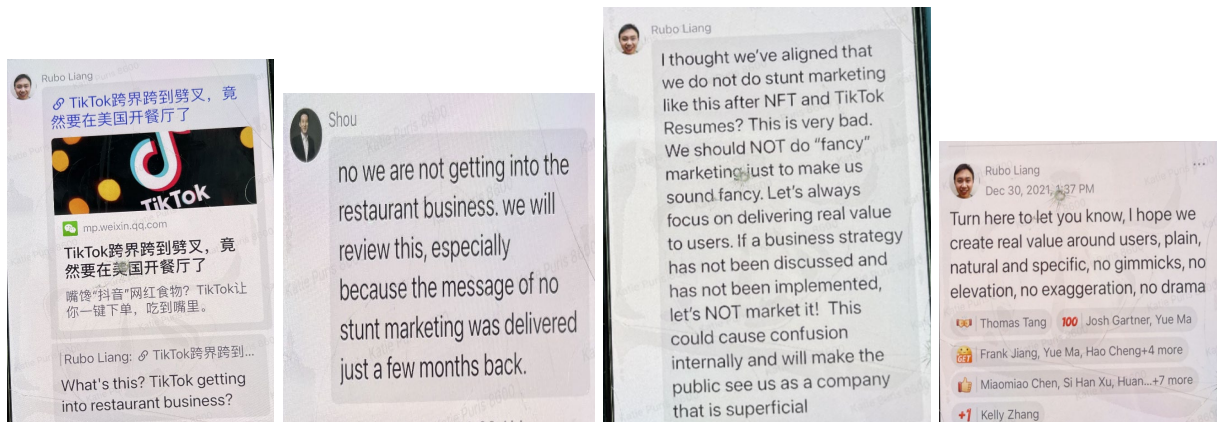 Rubo Liang
TikTok跨界跨到劈叉，竟
然要在美国开餐厅了
TikTok
mp.weixin.qq.com
TikTok跨界跨到劈叉，竟
然要在美国开餐厅了
嘴馋“抖音”网红食物？TikTok让
你一键下单，吃到嘴里。
Rubo Liang: TikTok跨界跨到...
What's this? TikTok getting
into restaurant business?
Shou
no we are not getting into the
restaurant business. we will
review this, especially
because the message of no
stunt marketing was delivered
just a few months back.
Rubo Liang
I thought we've aligned that
we do not do stunt marketing
like this after NFT and TikTok
Resumes? This is very bad.
We should NOT do “fancy”
marketing just to make us
sound fancy. Let's always
focus on delivering real value
to users. If a business strategy
has not been discussed and
has not been implemented,
let's NOT market it! This
could cause confusion
internally and will make the
public see us as a company
that is superficial
Rubo Liang
Dec 30, 2021, 1:37 PM
Turn here to let you know, I hope we
create real value around users, plain,
natural and specific, no gimmicks, no
elevation, no exaggeration, no drama
Thomas Tang
100 Josh Gartner, Yue Ma
GET Frank Jiang, Yue Ma, Hao Cheng+4 more
Miaomiao Chen, Si Han Xu, Huan...+7 more
+1 Kelly Zhang